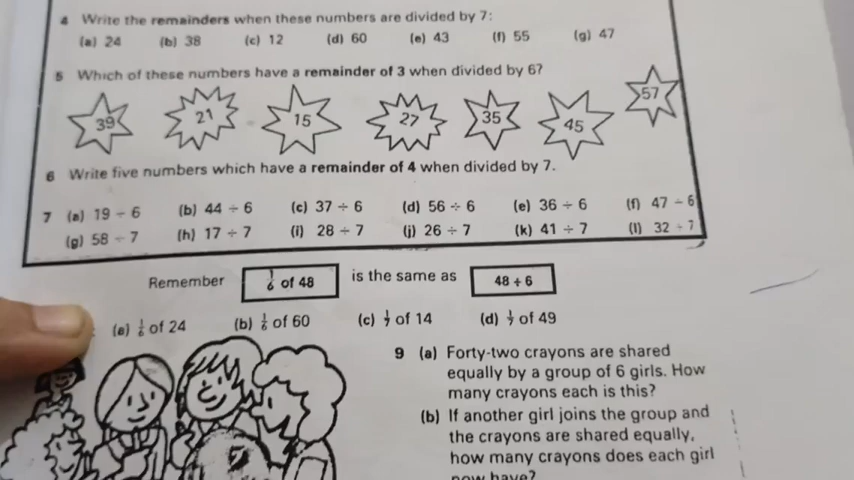 4 Write the remainders when these numbers are divided by 7:
(a) 24 (b) 38 (c) 12 (d) 60 (e) 43 (f) 55 (g) 47
5 Which of these numbers have a remainder of 3 when divided by 6?
39 21 15 27 35 45 57
6 Write five numbers which have a remainder of 4 when divided by 7.
7 (a) 19 ÷ 6 (b) 44 ÷ 6 (c) 37 ÷ 6 (d) 56 ÷ 6 (e) 36 ÷ 6 (f) 47 ÷ 6
(g) 58 ÷ 7 (h) 17 ÷ 7 (i) 28 ÷ 7 (j) 26 ÷ 7 (k) 41 ÷ 7 (l) 32 ÷ 7
Remember 1/6 of 48 is the same as 48 ÷ 6
(a) 1/6 of 24 (b) 1/6 of 60 (c) 1/7 of 14 (d) 1/7 of 49
9 (a) Forty-two crayons are shared
equally by a group of 6 girls. How
many crayons each is this?
(b) If another girl joins the group and
the crayons are shared equally,
how many crayons does each girl
now have?